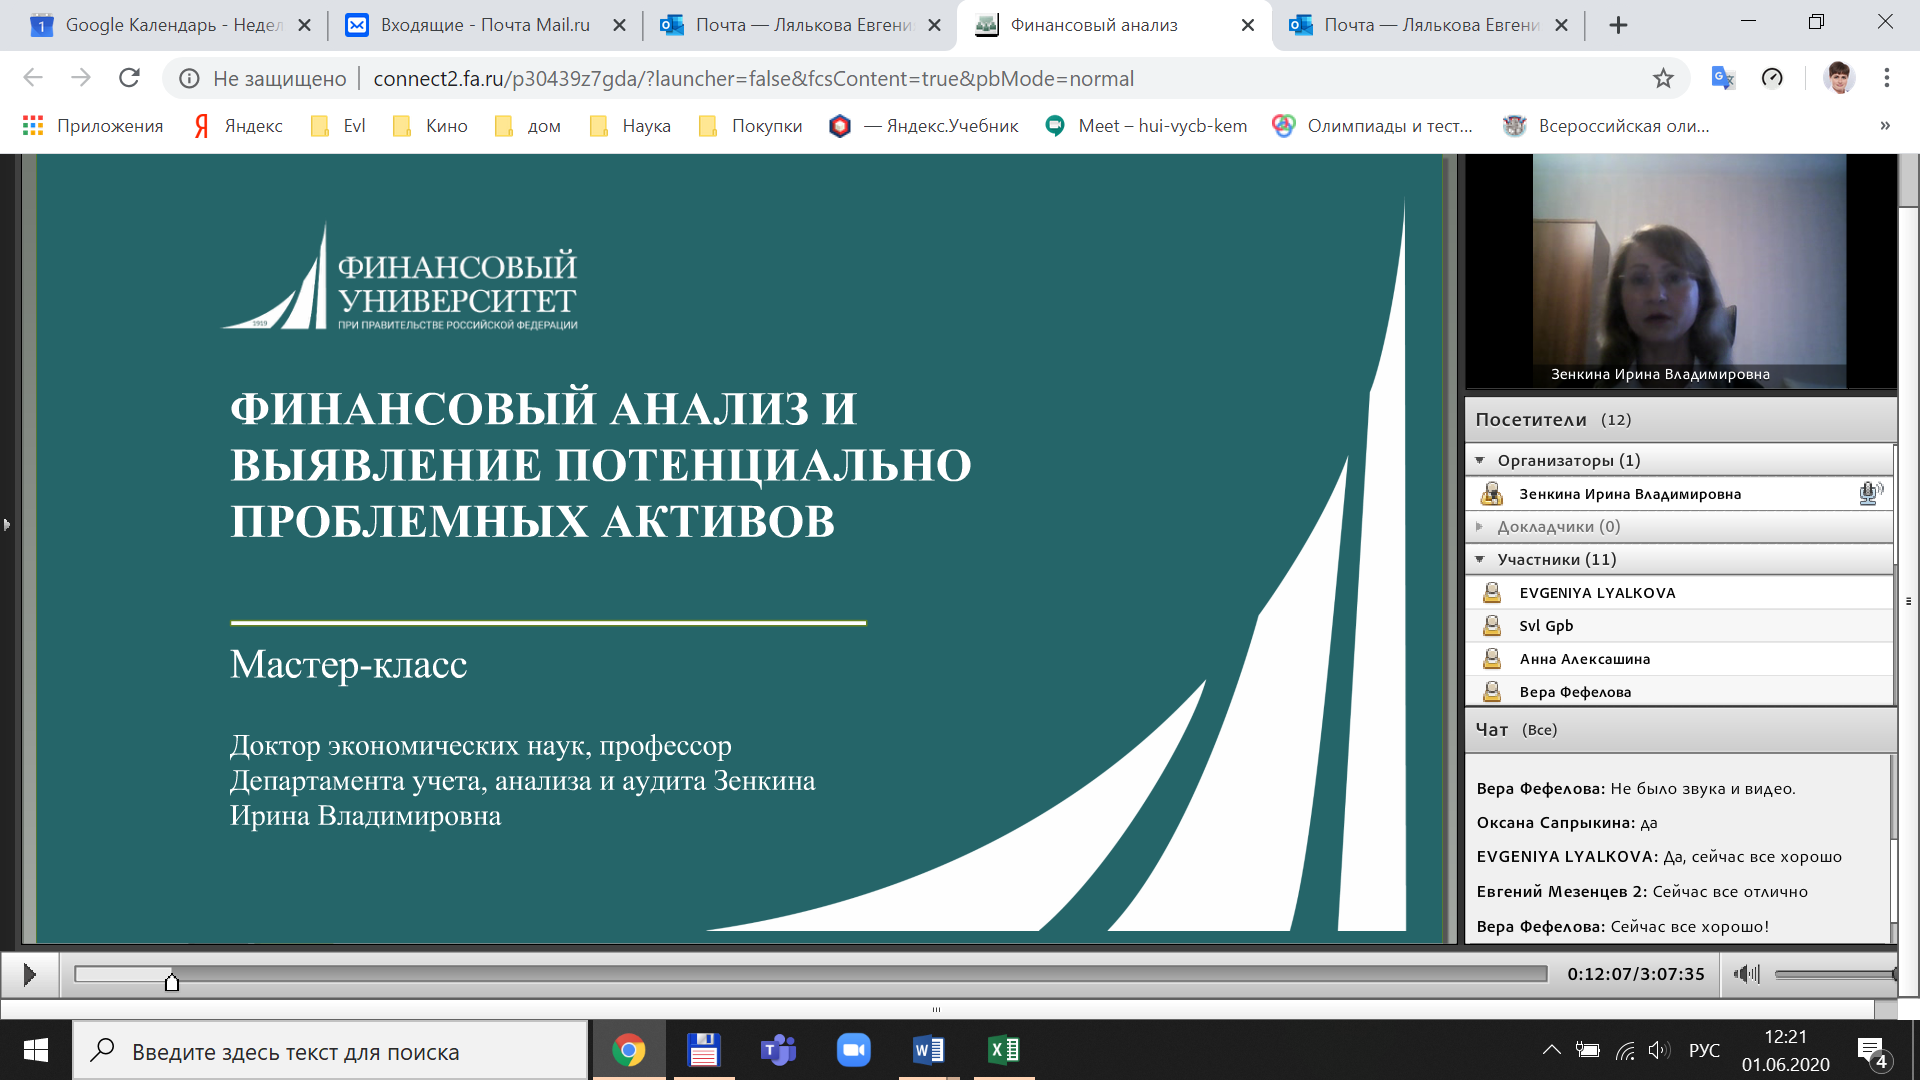 Google Календарь - Недел
Входящие - Почта Mail.ru
Почта — Лялькова Евгени
Финансовый анализ
Почта — Лялькова Евгени
Не защищено
connect2.fa.ru/p30439z7gda/?launcher=false&fcsContent=true&pbMode=normal
Приложения
Яндекс
Evl
Кино
дом
Наука
Покупки
— Яндекс.Учебник
Meet – hui-vycb-kem
Олимпиады и тест...
Всероссийская оли...
»
1919
ФИНАНСОВЫЙ
УНИВЕРСИТЕТ
ПРИ ПРАВИТЕЛЬСТВЕ РОССИЙСКОЙ ФЕДЕРАЦИИ
ФИНАНСОВЫЙ АНАЛИЗ И
ВЫЯВЛЕНИЕ ПОТЕНЦИАЛЬНО
ПРОБЛЕМНЫХ АКТИВОВ
Мастер-класс
Доктор экономических наук, профессор
Департамента учета, анализа и аудита Зенкина
Ирина Владимировна
Зенкина Ирина Владимировна
Посетители (12)
Организаторы (1)
Зенкина Ирина Владимировна
Докладчики (0)
Участники (11)
EVGENIYA LYALKOVA
Svl Gpb
Анна Алексашина
Вера Фефелова
Чат (Все)
Вера Фефелова: Не было звука и видео.
Оксана Сапрыкина: да
EVGENIYA LYALKOVA: Да, сейчас все хорошо
Евгений Мезенцев 2: Сейчас все отлично
Вера Фефелова: Сейчас все хорошо!
0:12:07/3:07:35
Введите здесь текст для поиска
РУС
12:21
01.06.2020
4